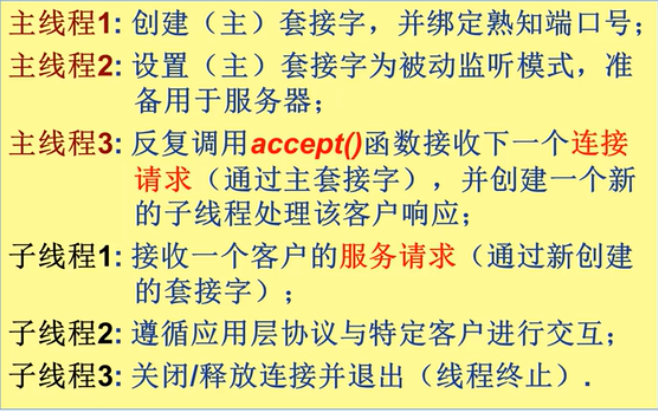 主线程1: 创建（主）套接字，并绑定熟知端口号；
主线程2: 设置（主）套接字为被动监听模式，准
备用于服务器；
主线程3: 反复调用accept()函数接收下一个连接
请求（通过主套接字），并创建一个新
的子线程处理该客户响应；
子线程1: 接收一个客户的服务请求（通过新创建
的套接字）；
子线程2: 遵循应用层协议与特定客户进行交互；
子线程3: 关闭/释放连接并退出（线程终止）.